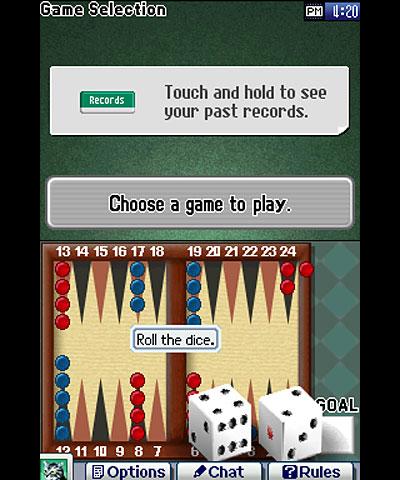 Game Selection
PM 4:20
Records
Touch and hold to see
your past records.
Choose a game to play.
13 14 15 16 17 18 19 20 21 22 23 24
Roll the dice.
GOAL
12 11 10 9 8 7 6
Options Chat Rules